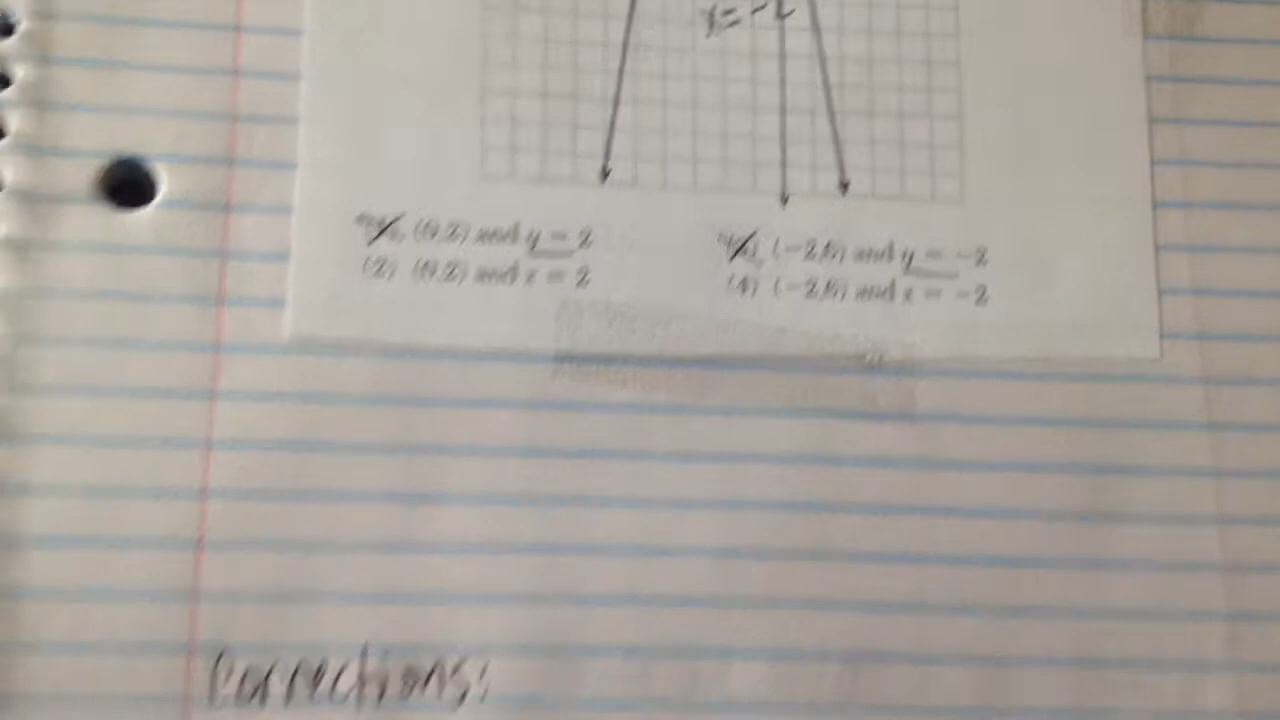 x = -2
(0,2) and y = 2
(2) (0,2) and x = 2
(-2,6) and y = -2
(4) (-2,6) and x = -2
Corrections: